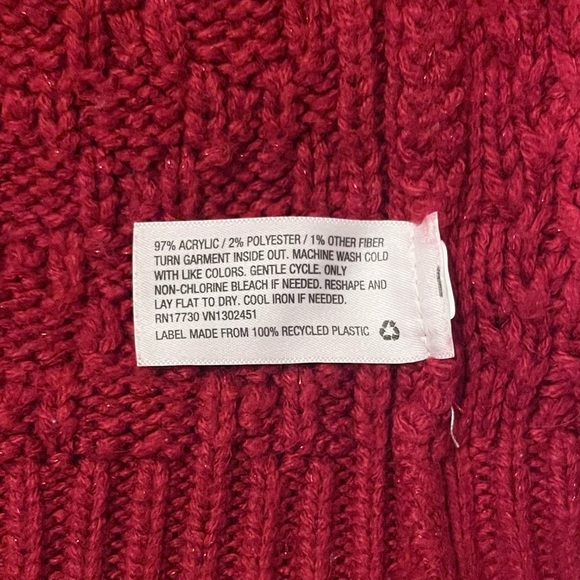 97% ACRYLIC / 2% POLYESTER / 1% OTHER FIBER
TURN GARMENT INSIDE OUT. MACHINE WASH COLD
WITH LIKE COLORS. GENTLE CYCLE. ONLY
NON-CHLORINE BLEACH IF NEEDED. RESHAPE AND
LAY FLAT TO DRY. COOL IRON IF NEEDED.
RN17730 VN1302451
LABEL MADE FROM 100% RECYCLED PLASTIC